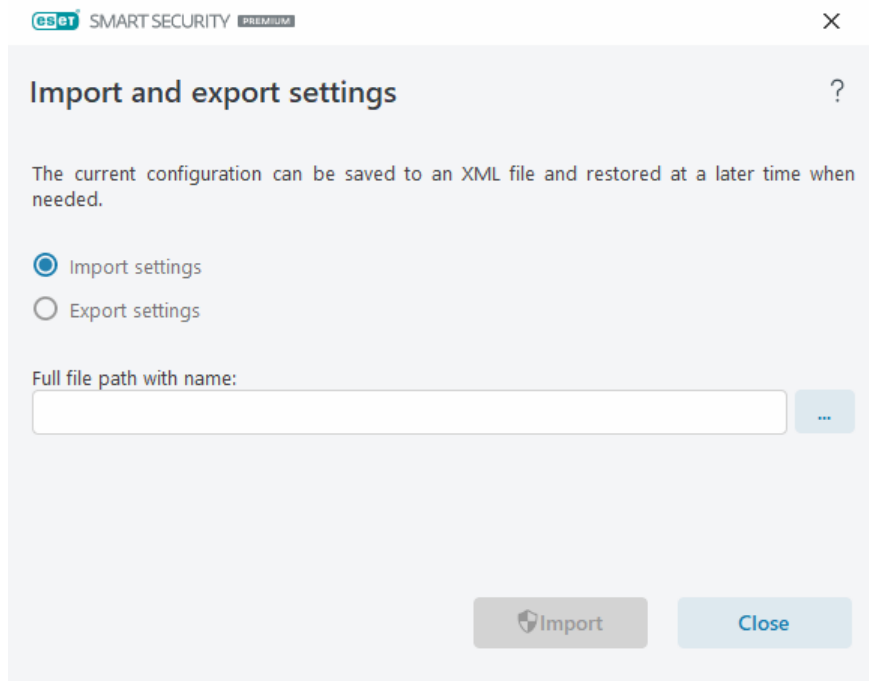 eset SMART SECURITY PREMIUM
Import and export settings
?
The current configuration can be saved to an XML file and restored at a later time when
needed.
Import settings
Export settings
Full file path with name:
...
Import
Close